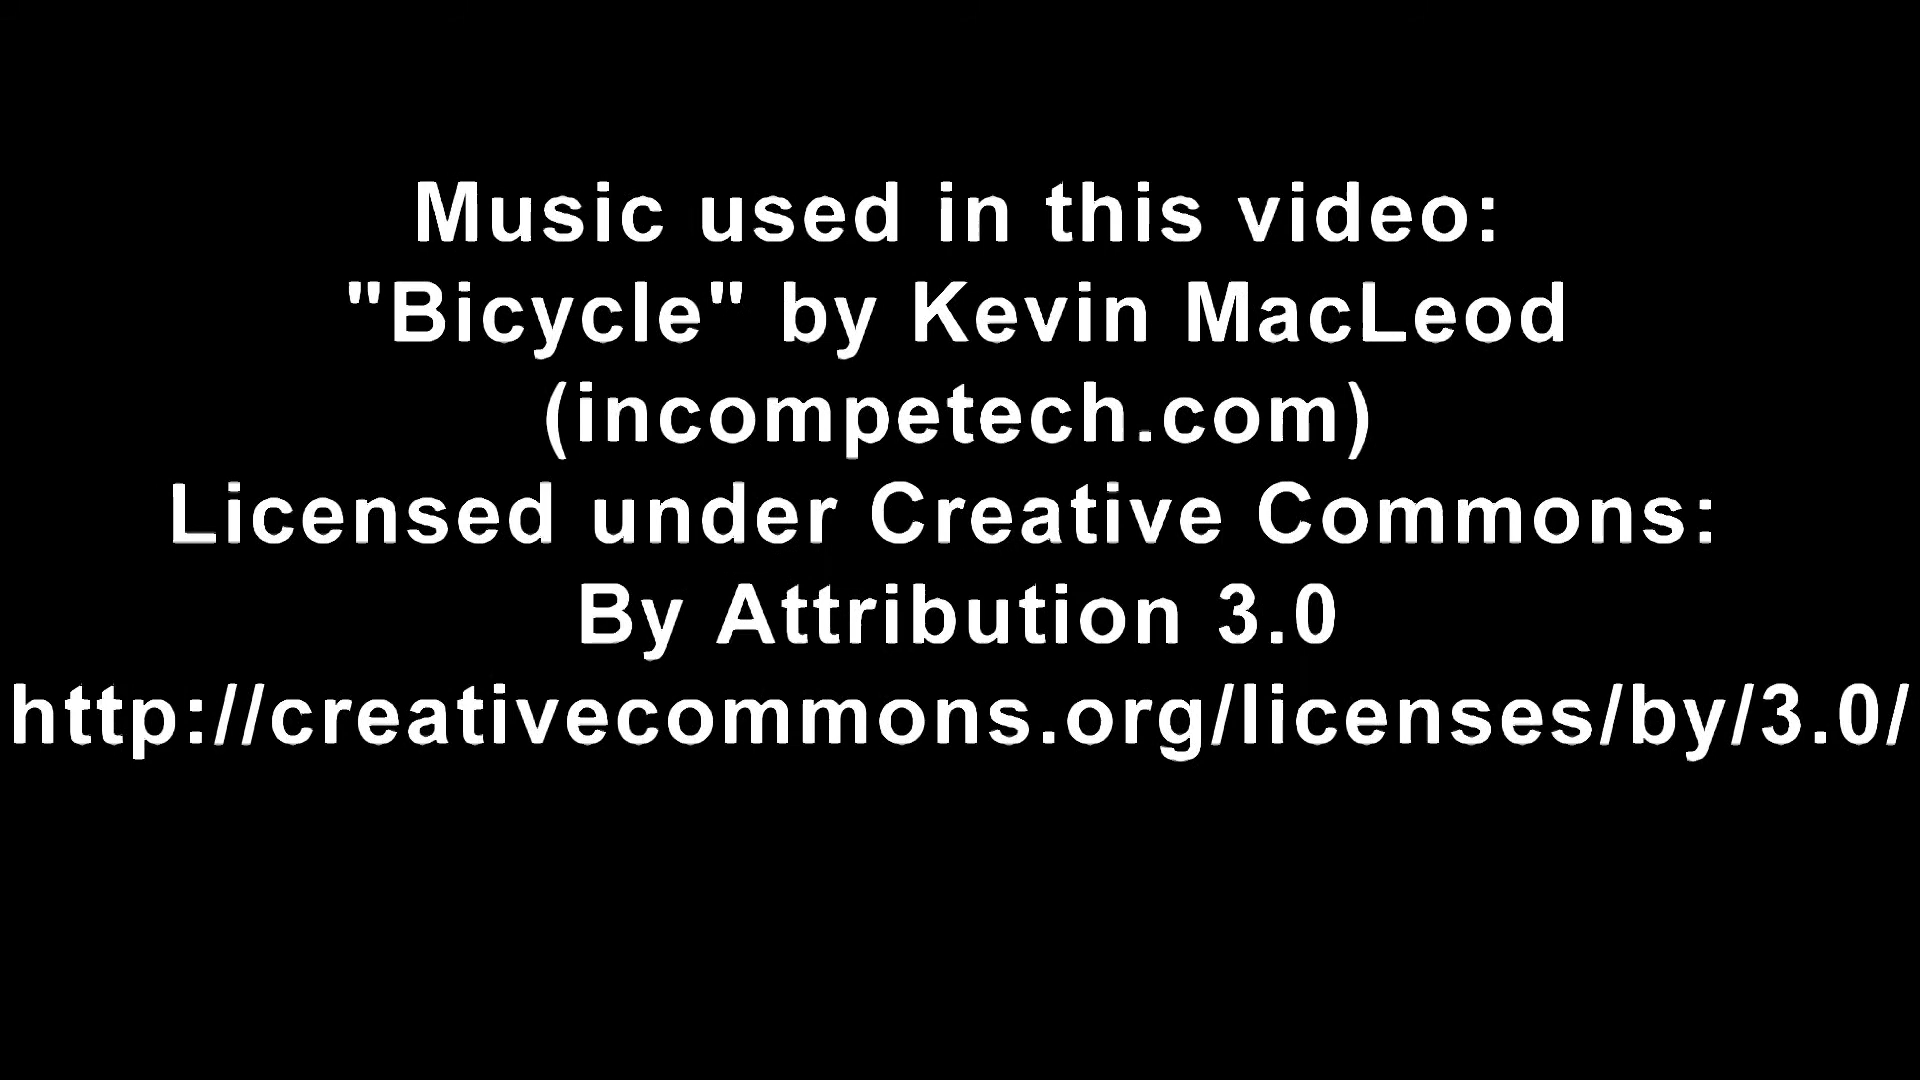 Music used in this video:
"Bicycle" by Kevin MacLeod
(incompetech.com)
Licensed under Creative Commons:
By Attribution 3.0
http://creativecommons.org/licenses/by/3.0/